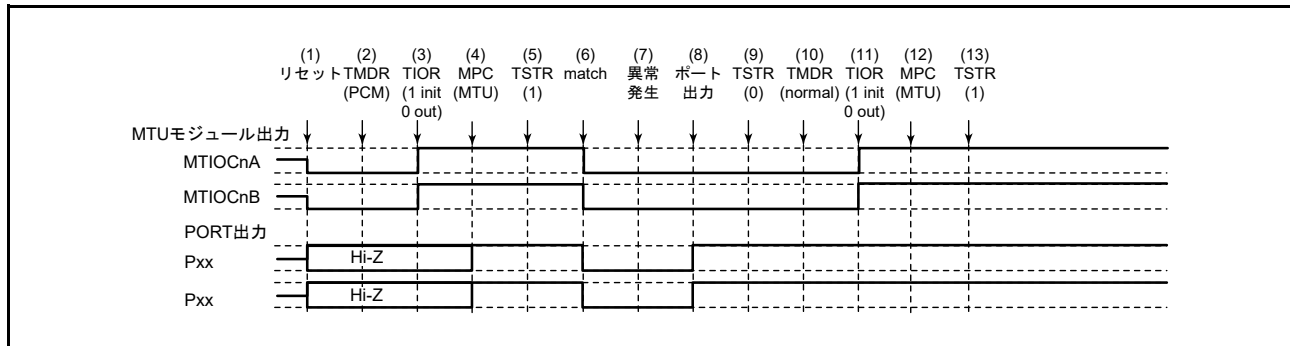 (1) (2) (3) (4) (5) (6) (7) (8) (9) (10) (11) (12) (13)
リセット TMDR TIOR MPC TSTR match 異常 ポート TSTR TMDR TIOR MPC TSTR
(PCM) (1 init (MTU) (1) 発生 出力 (0) (normal) (1 init (MTU) (1)
0 out) 0 out)
MTUモジュール出力
MTIOCnA
MTIOCnB
PORT出力
Pxx Hi-Z
Pxx Hi-Z